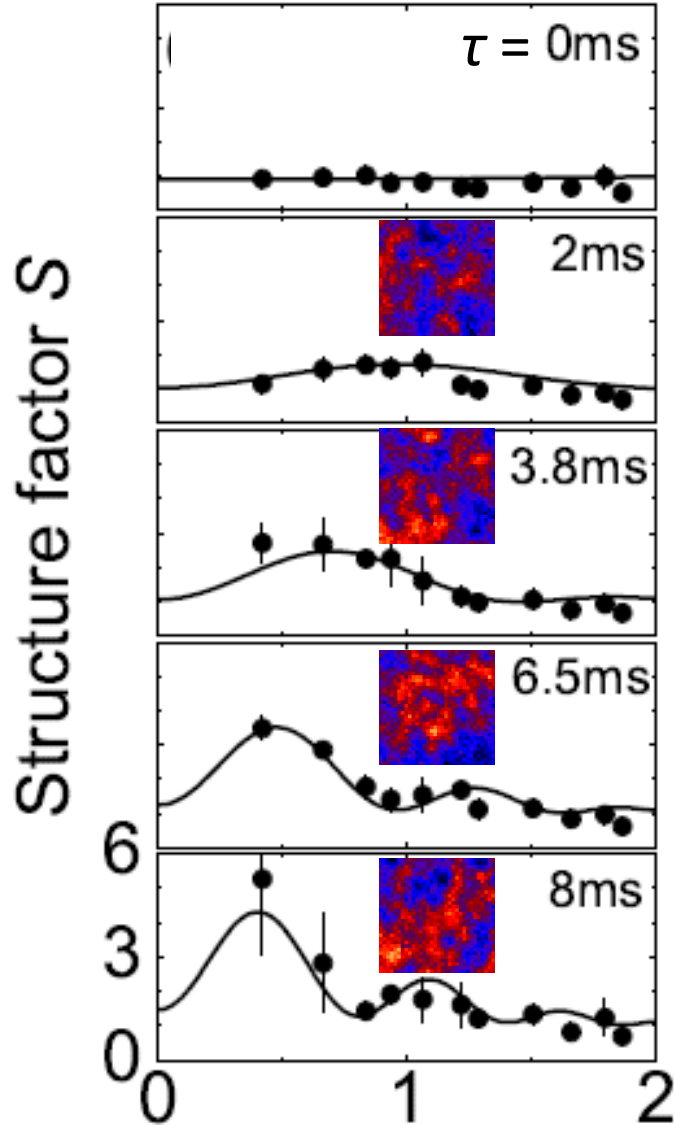 τ = 0ms
2ms
3.8ms
6.5ms
8ms
Structure factor S
6
3
0
0 1 2